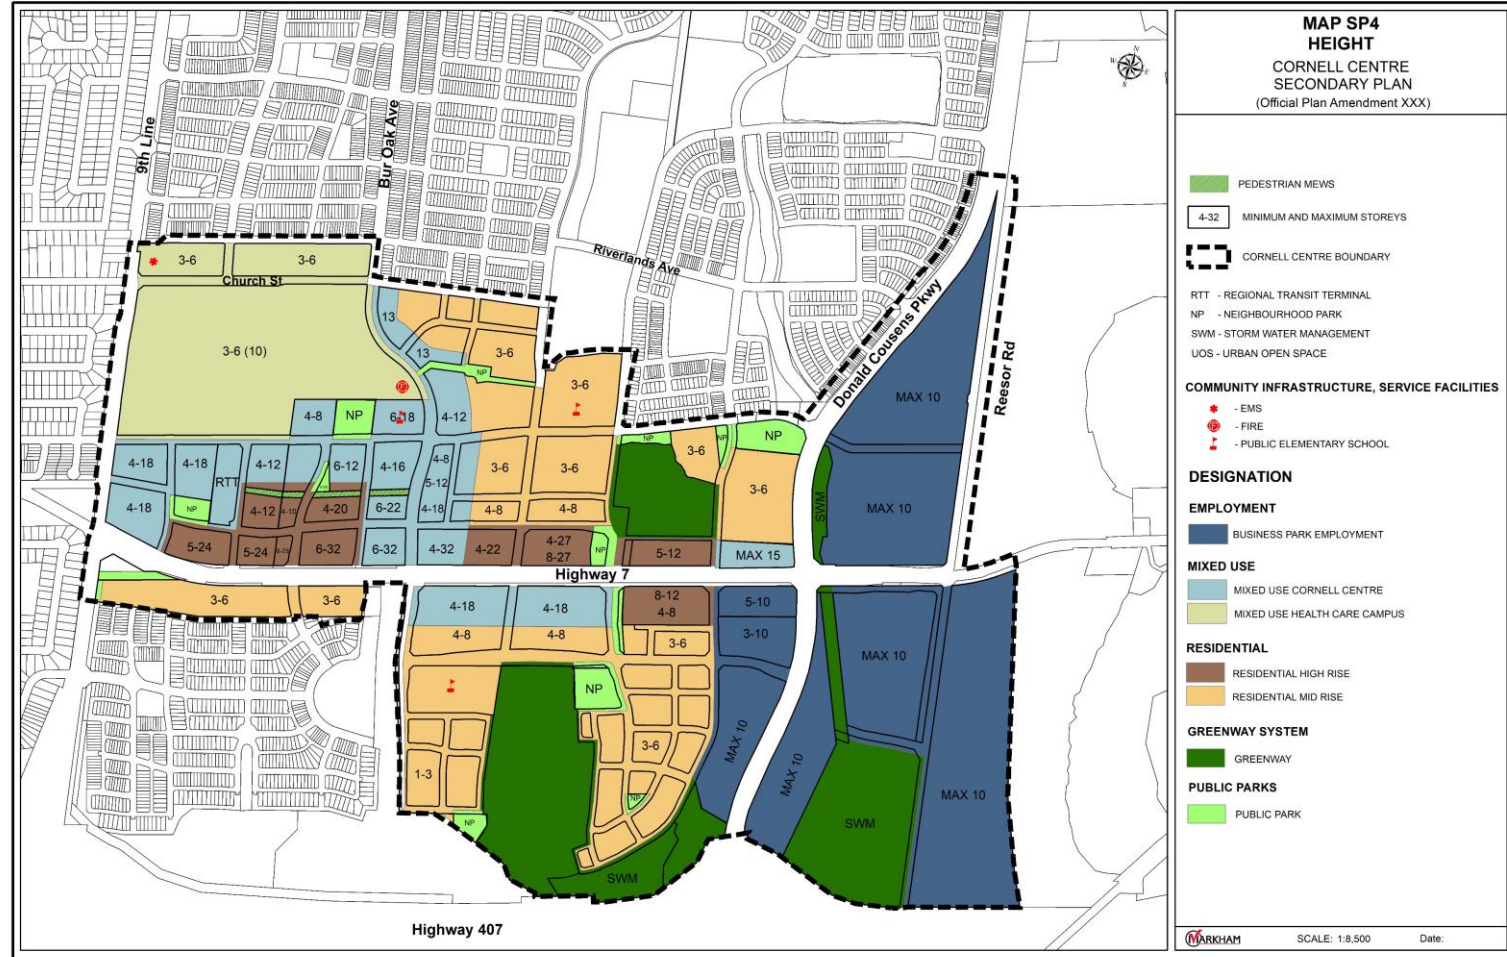 MAP SP4
HEIGHT
CORNELL CENTRE
SECONDARY PLAN
(Official Plan Amendment XXX)
PEDESTRIAN MEWS
4-32 MINIMUM AND MAXIMUM STOREYS
CORNELL CENTRE BOUNDARY
RTT - REGIONAL TRANSIT TERMINAL
NP - NEIGHBOURHOOD PARK
SWM - STORM WATER MANAGEMENT
UOS - URBAN OPEN SPACE
COMMUNITY INFRASTRUCTURE, SERVICE FACILITIES
- EMS
F - FIRE
- PUBLIC ELEMENTARY SCHOOL
DESIGNATION
EMPLOYMENT
BUSINESS PARK EMPLOYMENT
MIXED USE
MIXED USE CORNELL CENTRE
MIXED USE HEALTH CARE CAMPUS
RESIDENTIAL
RESIDENTIAL HIGH RISE
RESIDENTIAL MID RISE
GREENWAY SYSTEM
GREENWAY
PUBLIC PARKS
PUBLIC PARK
MARKHAM SCALE: 1:8,500 Date:
N
W E
S
9th Line
Bur Oak Ave
Riverlands Ave
Donald Cousens Pkwy
Reesor Rd
3-6 3-6
Church St
3-6 (10)
13
13
3-6
NP
3-6
F
MAX 10
4-8 NP 6-18 4-12
NP 3-6 NP NP
4-18 4-18 RTT 4-12 6-12 4-16 4-8
5-12
3-6 3-6
3-6
4-18 NP 4-12 4-10 4-20 6-22 4-18 4-8 4-8
SWM MAX 10
5-24 5-24 6-32 6-32 4-32 4-22 4-27
8-27
NP 5-12 MAX 15
Highway 7
3-6 3-6
4-18 4-18 8-12
4-8
5-10
4-8 4-8 3-6 3-10
MAX 10
NP
3-6
MAX 10
1-3
MAX 10
MAX 10
NP
NP
SWM
SWM
Highway 407